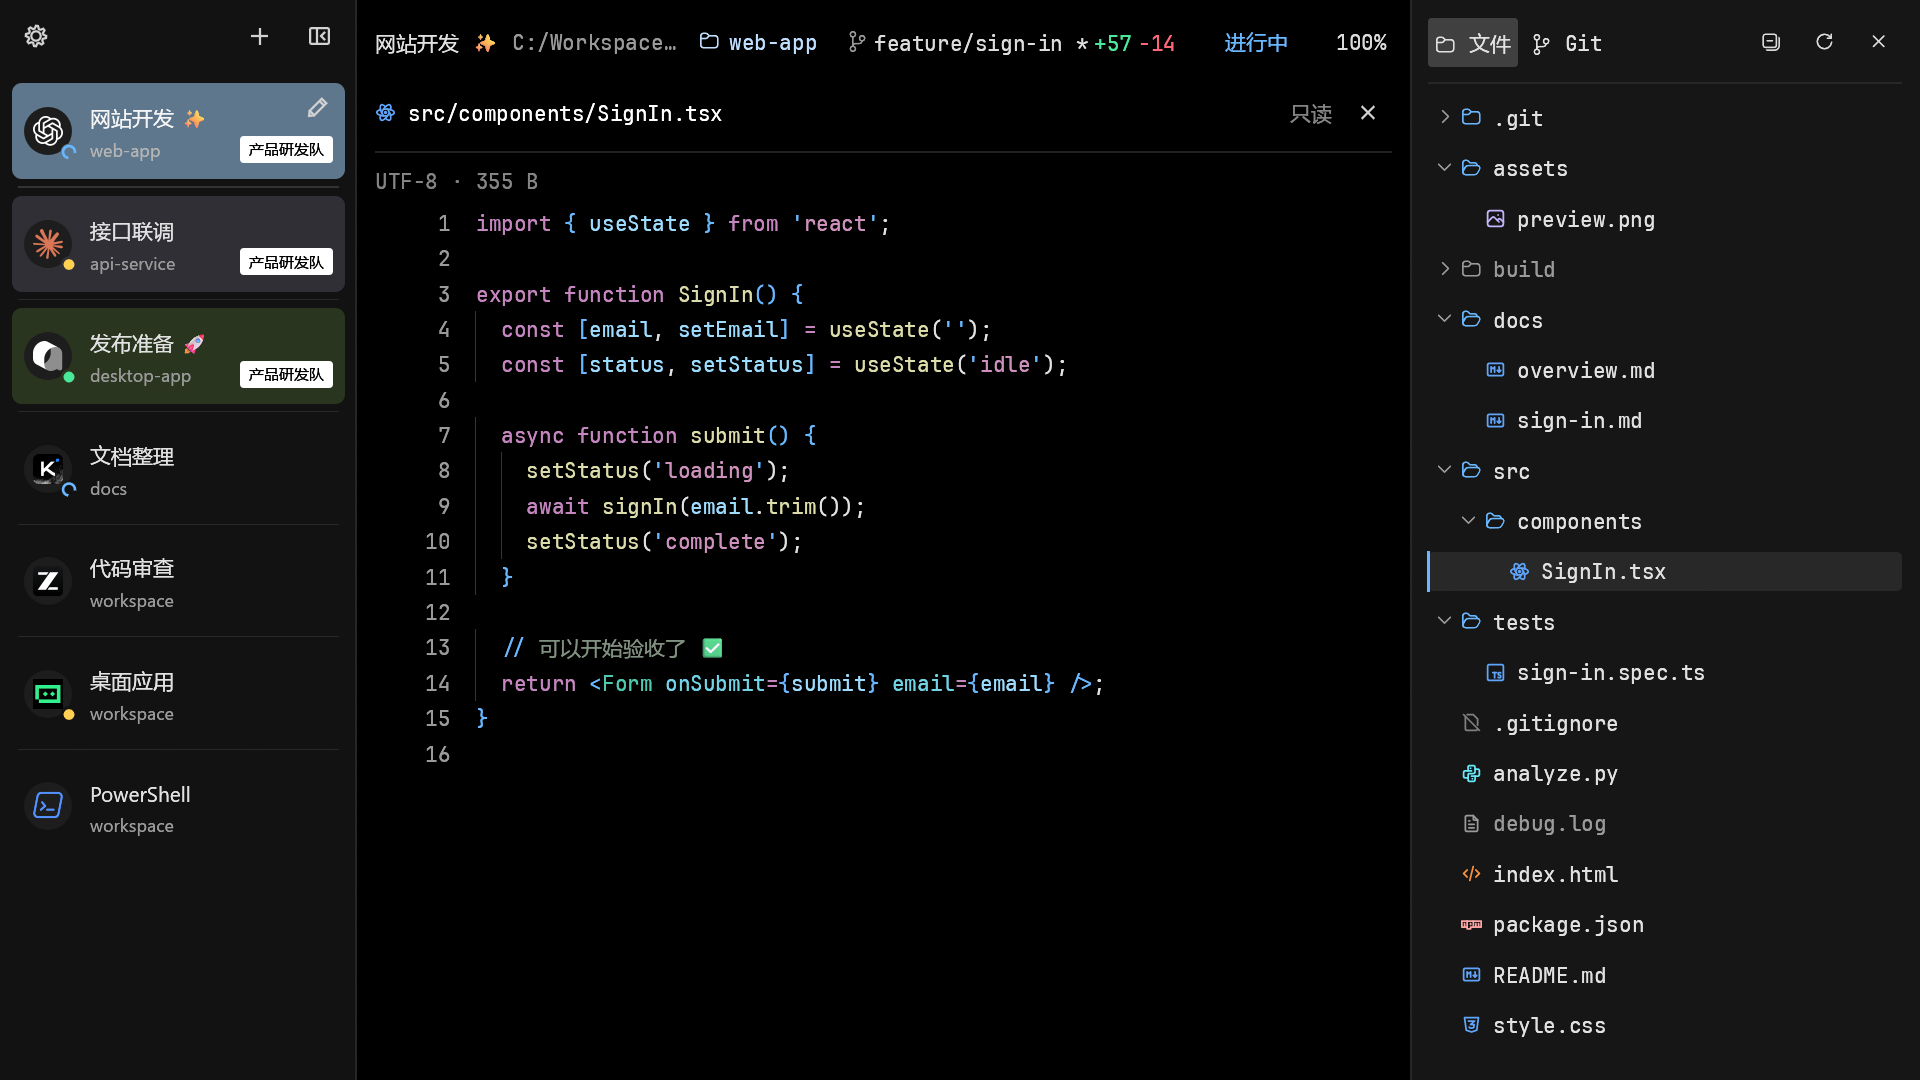 网站开发 ✨
web-app
产品研发队
接口联调
api-service
产品研发队
发布准备 🚀
desktop-app
产品研发队
文档整理
docs
代码审查
workspace
桌面应用
workspace
PowerShell
workspace
网站开发 ✨ C:/Workspace… web-app feature/sign-in * +57 -14 进行中 100%
src/components/SignIn.tsx 只读
UTF-8 · 355 B
1 import { useState } from 'react';
2
3 export function SignIn() {
4   const [email, setEmail] = useState('');
5   const [status, setStatus] = useState('idle');
6
7   async function submit() {
8     setStatus('loading');
9     await signIn(email.trim());
10     setStatus('complete');
11   }
12
13   // 可以开始验收了 ✅
14   return <Form onSubmit={submit} email={email} />;
15 }
16
文件 Git
.git
assets
preview.png
build
docs
overview.md
sign-in.md
src
components
SignIn.tsx
tests
sign-in.spec.ts
.gitignore
analyze.py
debug.log
index.html
package.json
README.md
style.css